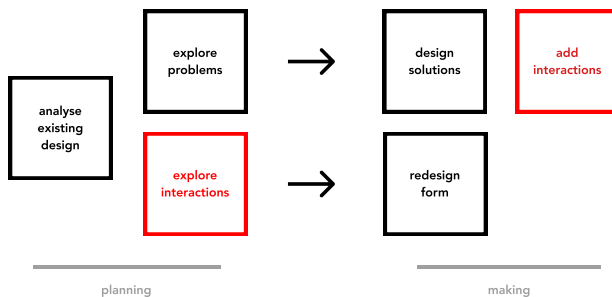 analyse
existing
design
explore
problems
explore
interactions
design
solutions
add
interactions
redesign
form
planning
making